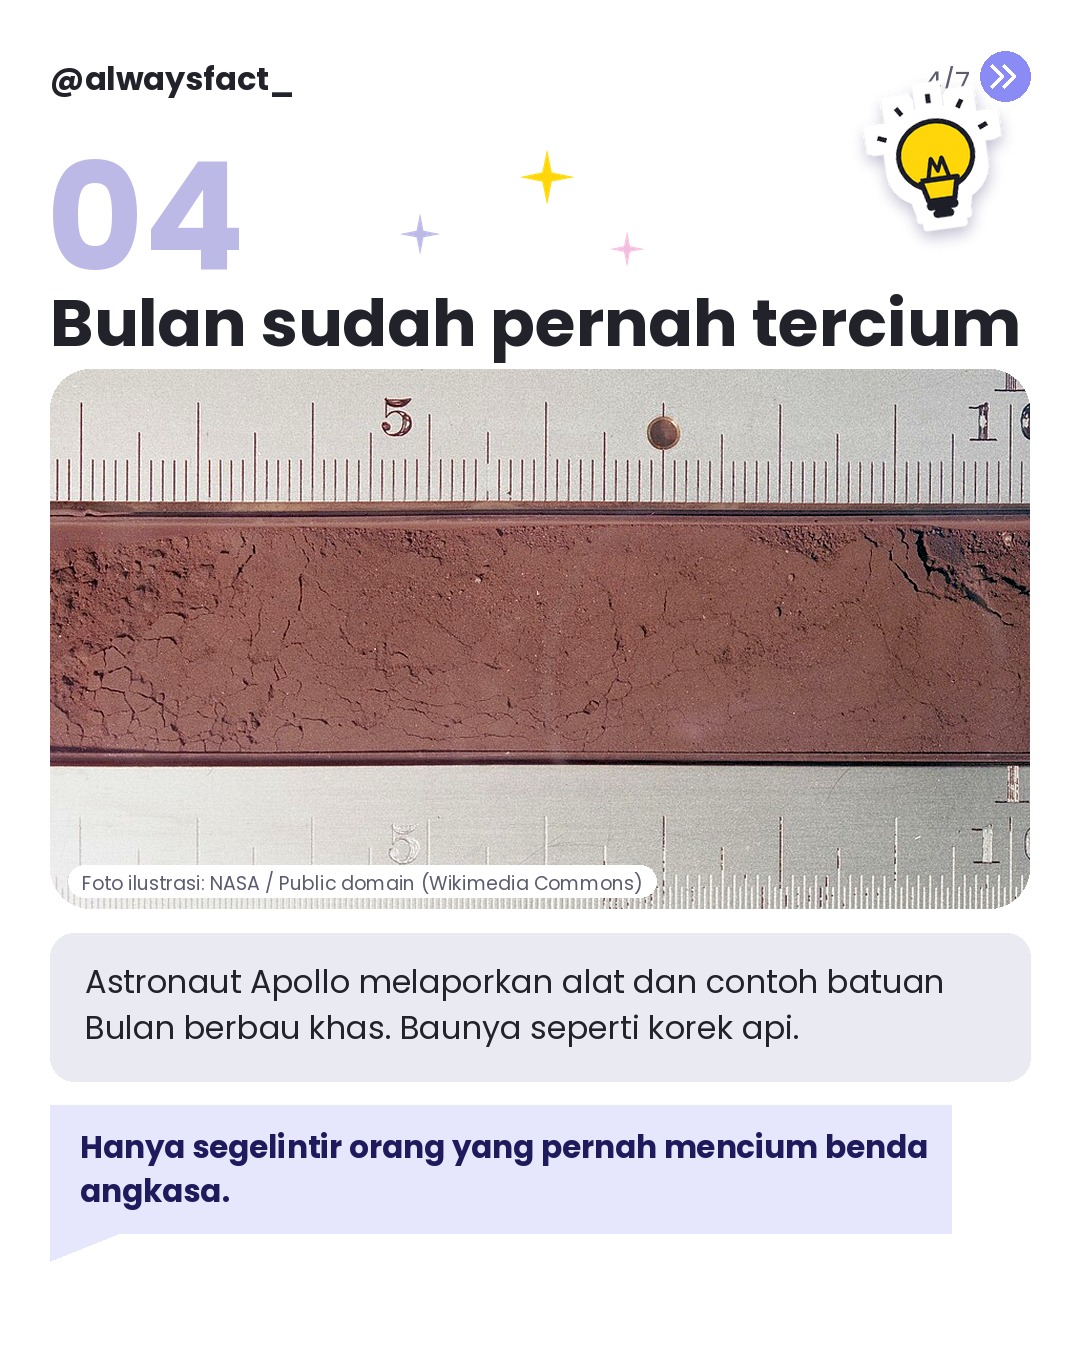 @alwaysfact_
4/7
04
Bulan sudah pernah tercium
5
10
5
10
Foto ilustrasi: NASA / Public domain (Wikimedia Commons)
Astronaut Apollo melaporkan alat dan contoh batuan
Bulan berbau khas. Baunya seperti korek api.
Hanya segelintir orang yang pernah mencium benda
angkasa.